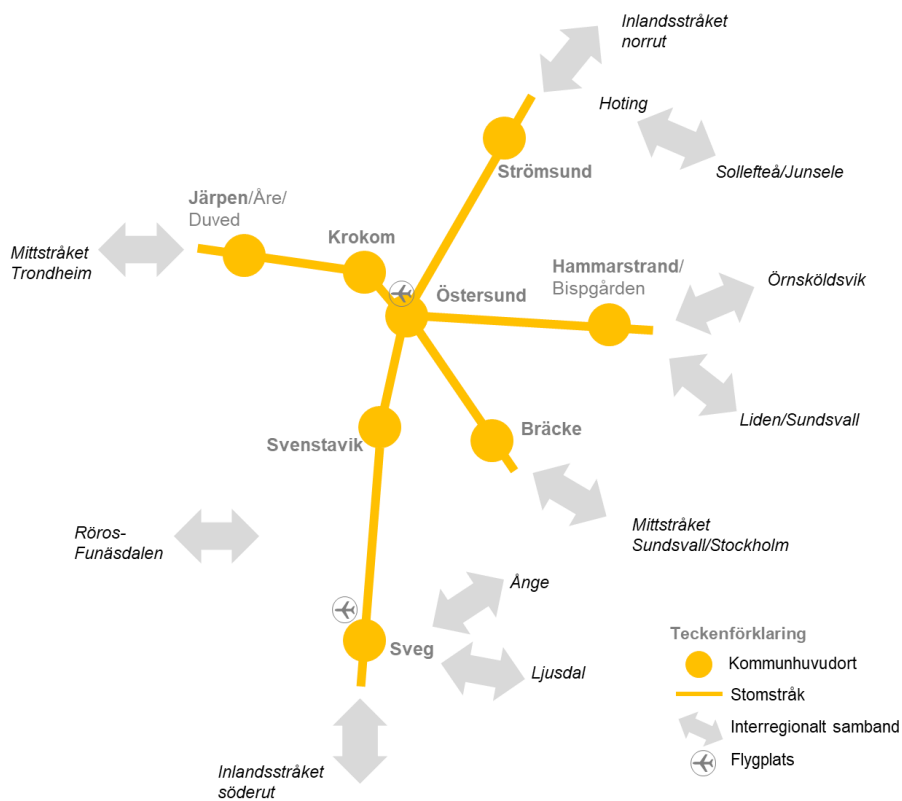 Inlandsstråket
norrut
Hoting
Sollefteå/Junsele
Strömsund
Järpen/Åre/
Duved
Mittstråket
Trondheim
Krokom
Östersund
Hammarstrand/
Bispgården
Örnsköldsvik
Liden/Sundsvall
Svenstavik
Bräcke
Mittstråket
Sundsvall/Stockholm
Röros-
Funäsdalen
Ånge
Sveg
Ljusdal
Inlandsstråket
söderut
Teckenförklaring
Kommunhuvudort
Stomstråk
Interregionalt samband
Flygplats